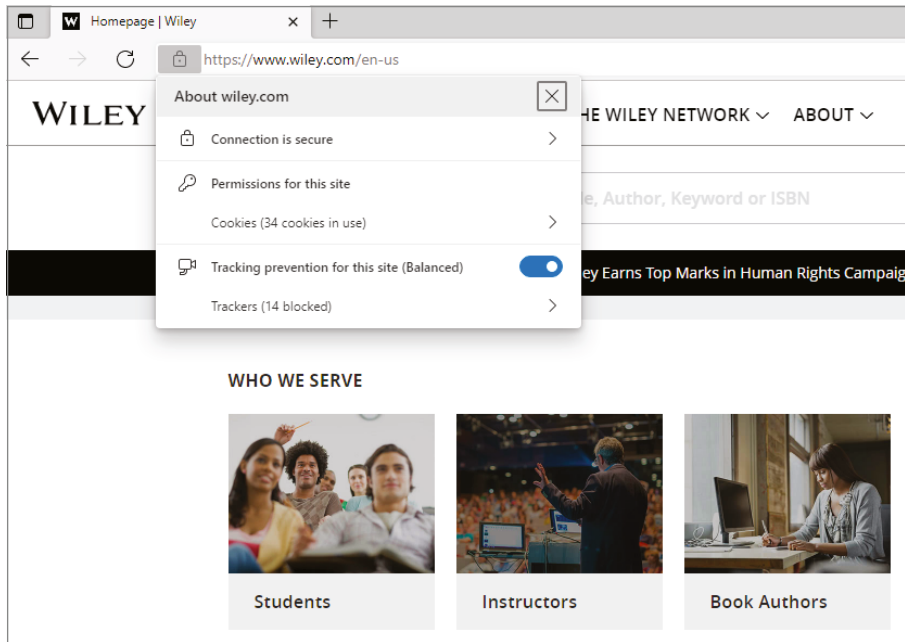 Homepage | Wiley
https://www.wiley.com/en-us
About wiley.com
WILEY
HE WILEY NETWORK
ABOUT
Connection is secure
Permissions for this site
e, Author, Keyword or ISBN
Cookies (34 cookies in use)
Tracking prevention for this site (Balanced)
ey Earns Top Marks in Human Rights Campaig
Trackers (14 blocked)
WHO WE SERVE
Students
Instructors
Book Authors